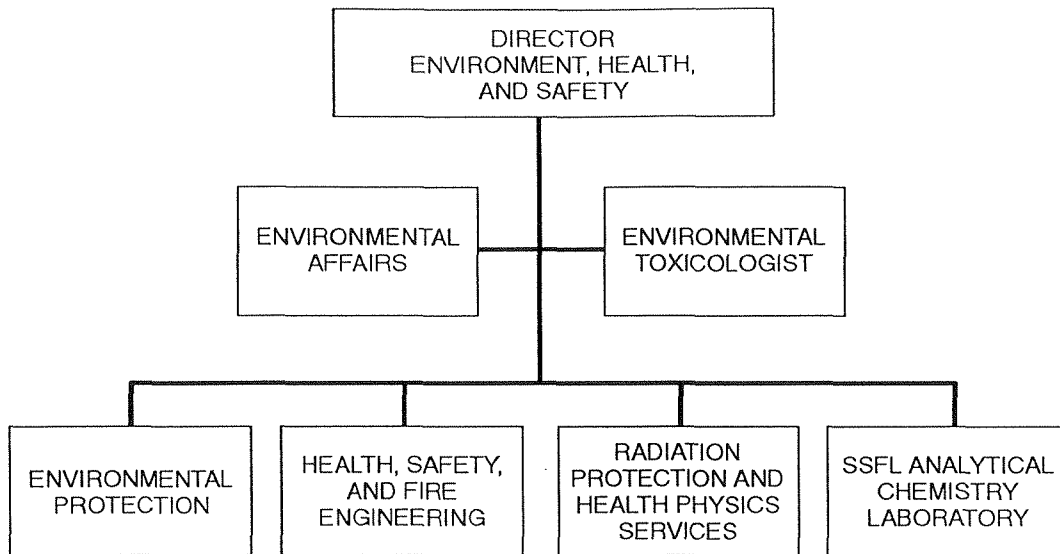 DIRECTOR
ENVIRONMENT, HEALTH,
AND SAFETY
ENVIRONMENTAL
AFFAIRS
ENVIRONMENTAL
TOXICOLOGIST
ENVIRONMENTAL
PROTECTION
HEALTH, SAFETY,
AND FIRE
ENGINEERING
RADIATION
PROTECTION AND
HEALTH PHYSICS
SERVICES
SSFL ANALYTICAL
CHEMISTRY
LABORATORY